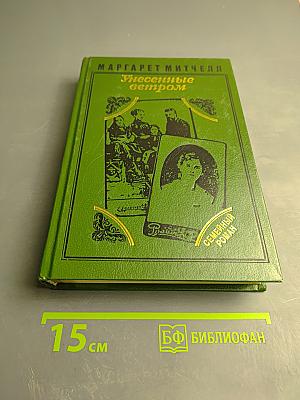 МАРГАРЕТ МИТЧЕЛЛ
Унесенные
ветром
СЕМЕЙНЫЙ
РОМАН
15 см
БФ БИБЛИОФАН